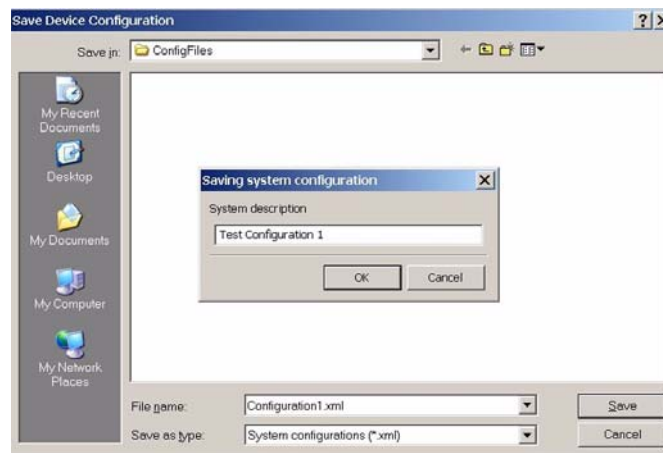 Save Device Configuration
Save in:
ConfigFiles
My Recent
Documents
Desktop
My Documents
My Computer
My Network
Places
Saving system configuration
System description
Test Configuration 1
OK
Cancel
File name:
Configuration1.xml
Save
Save as type:
System configurations (*.xml)
Cancel